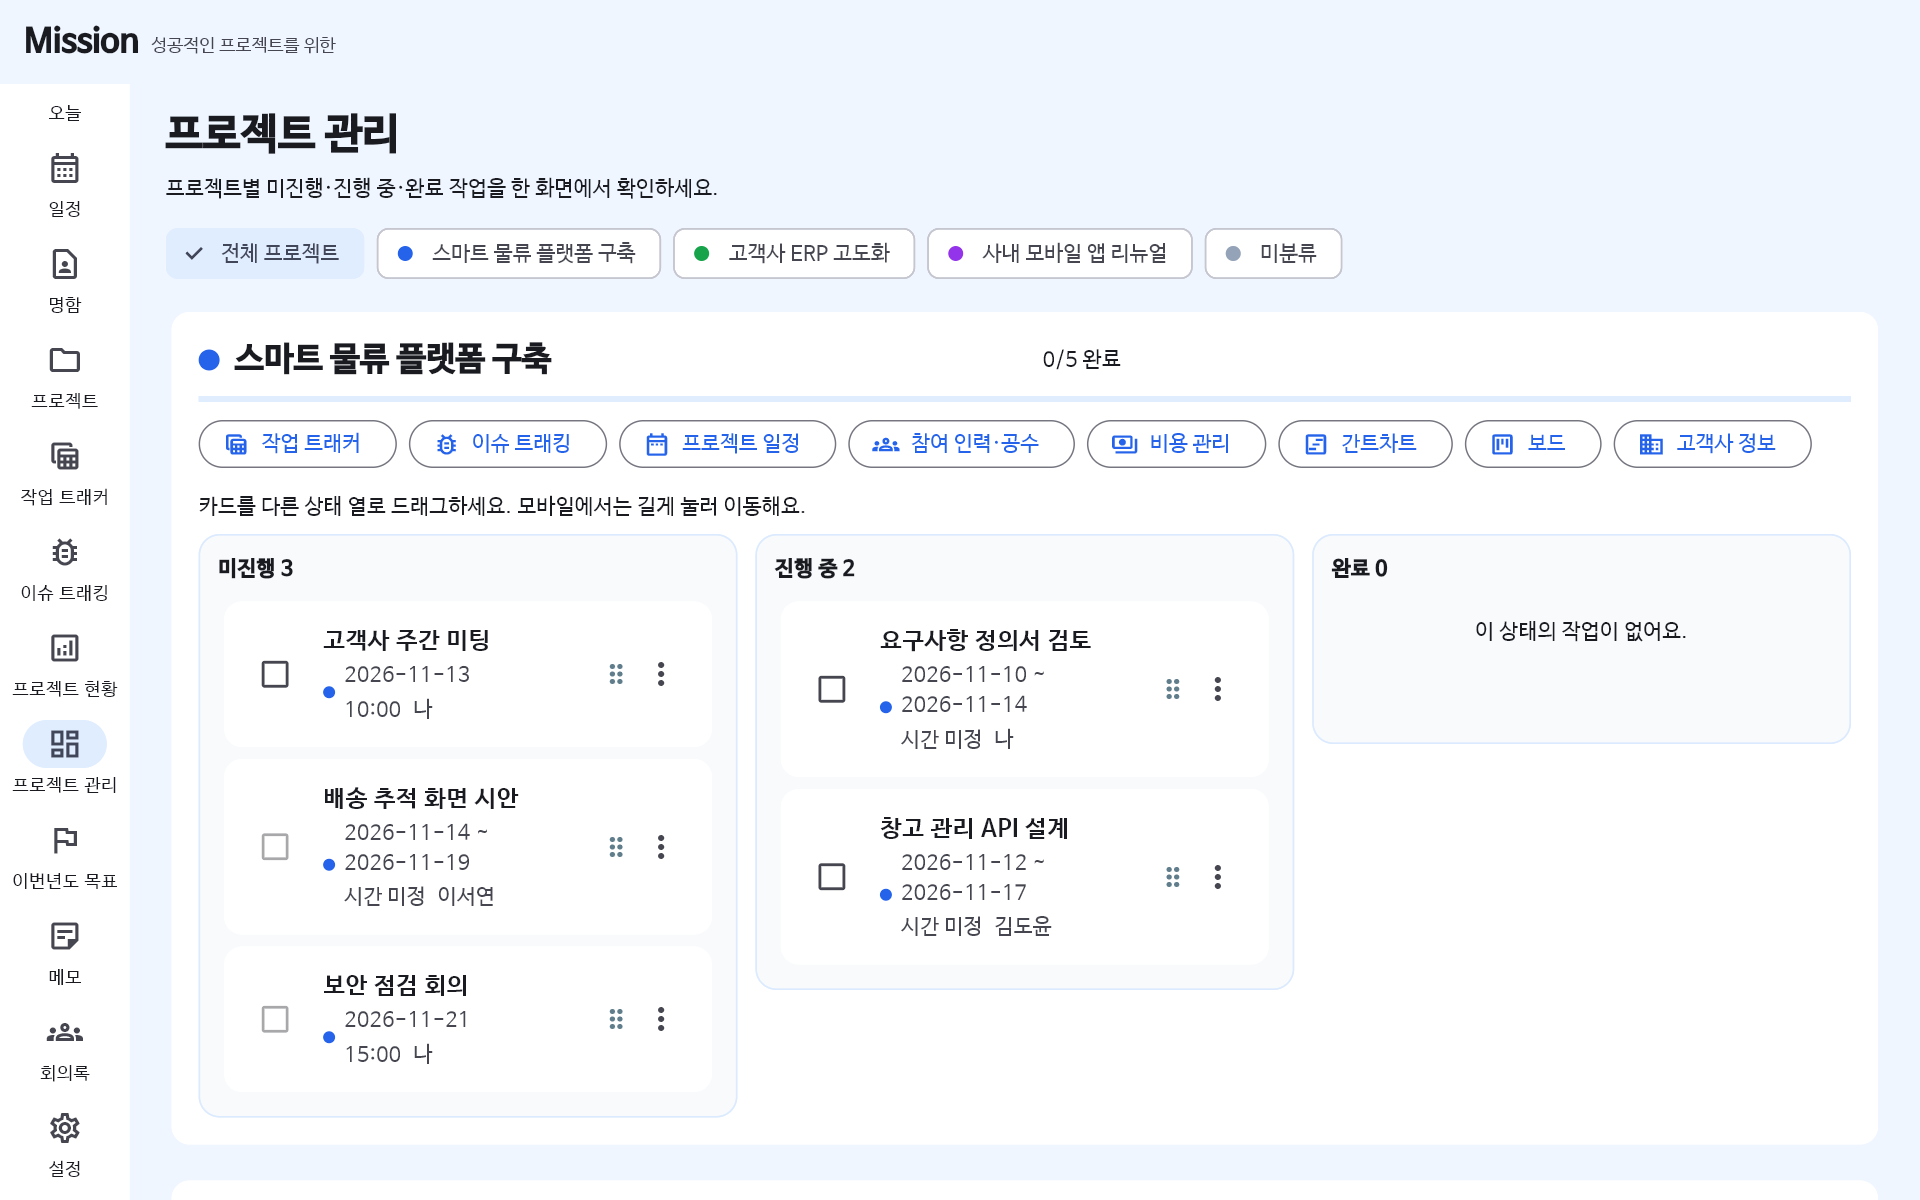 Mission 성공적인 프로젝트를 위한
오늘
일정
명함
프로젝트
작업 트래커
이슈 트래킹
프로젝트 현황
프로젝트 관리
이번년도 목표
메모
회의록
설정
프로젝트 관리
프로젝트별 미진행·진행 중·완료 작업을 한 화면에서 확인하세요.
전체 프로젝트
스마트 물류 플랫폼 구축
고객사 ERP 고도화
사내 모바일 앱 리뉴얼
미분류
스마트 물류 플랫폼 구축
0/5 완료
작업 트래커
이슈 트래킹
프로젝트 일정
참여 인력·공수
비용 관리
간트차트
보드
고객사 정보
카드를 다른 상태 열로 드래그하세요. 모바일에서는 길게 눌러 이동해요.
미진행 3
고객사 주간 미팅
2026-11-13
10:00 나
배송 추적 화면 시안
2026-11-14 ~
2026-11-19
시간 미정 이서연
보안 점검 회의
2026-11-21
15:00 나
진행 중 2
요구사항 정의서 검토
2026-11-10 ~
2026-11-14
시간 미정 나
창고 관리 API 설계
2026-11-12 ~
2026-11-17
시간 미정 김도윤
완료 0
이 상태의 작업이 없어요.